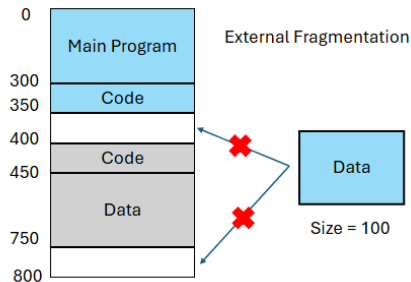 0
Main Program
External Fragmentation
300
Code
350
400
Code
450
Data
Data
Size = 100
750
800